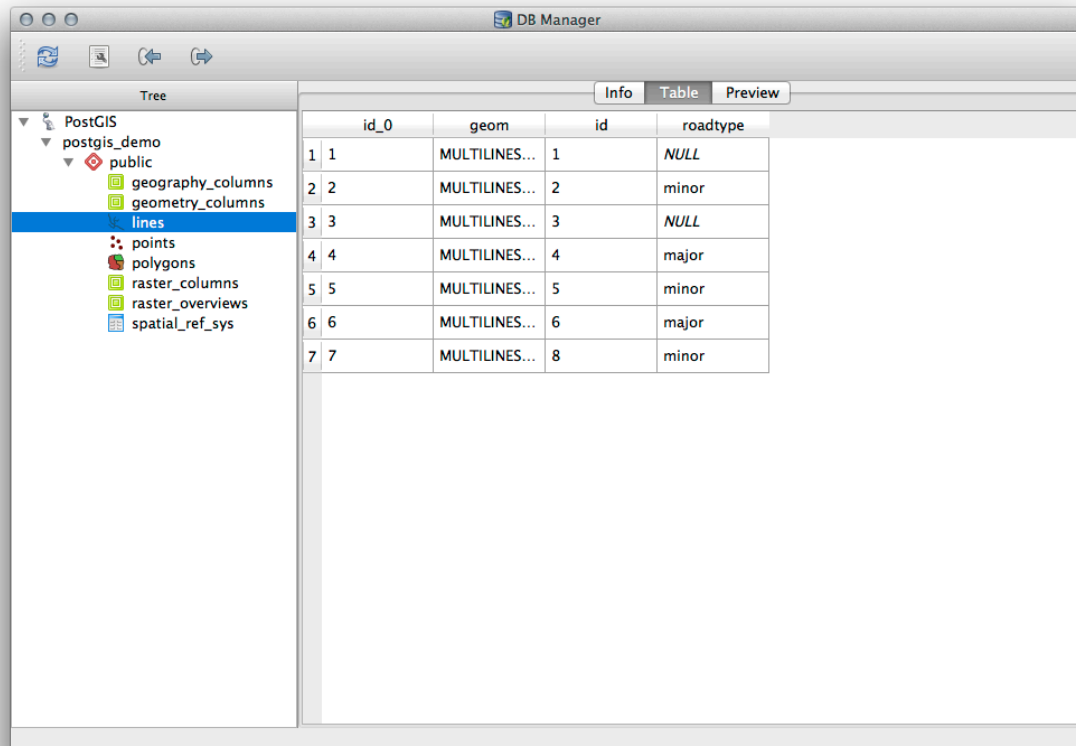 DB Manager
Tree
PostGIS
postgis_demo
public
geography_columns
geometry_columns
lines
points
polygons
raster_columns
raster_overviews
spatial_ref_sys
Info Table Preview
id_0 geom id roadtype
1 1 MULTILINES... 1 NULL
2 2 MULTILINES... 2 minor
3 3 MULTILINES... 3 NULL
4 4 MULTILINES... 4 major
5 5 MULTILINES... 5 minor
6 6 MULTILINES... 6 major
7 7 MULTILINES... 8 minor